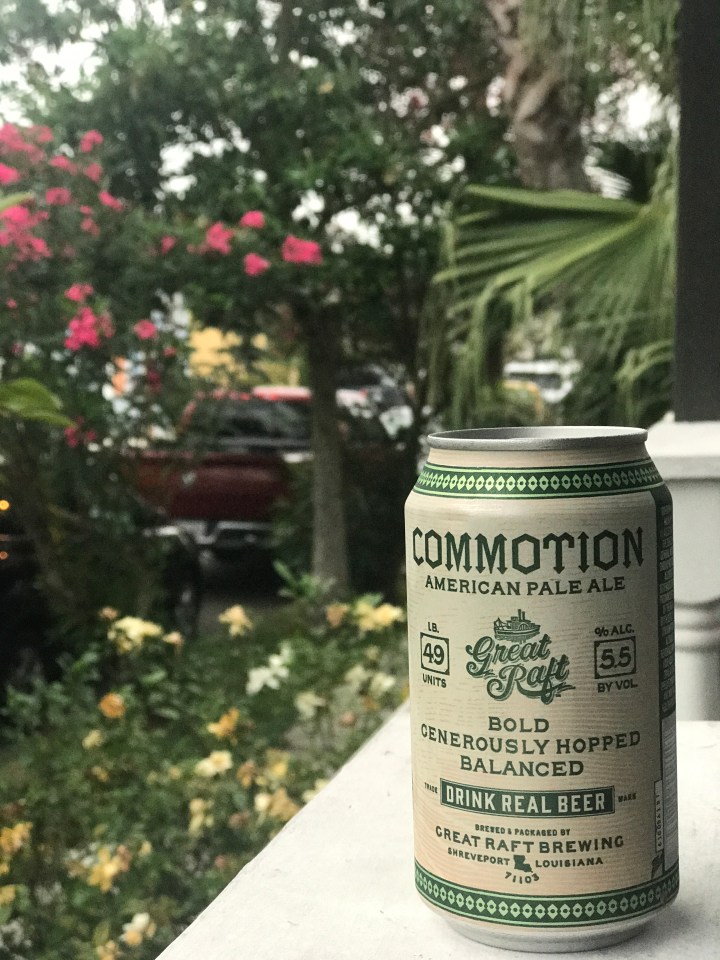 COMMOTION
AMERICAN PALE ALE
I.B.
49
UNITS
Great
Raft
% ALC.
5.5
BY VOL.
BOLD
GENEROUSLY HOPPED
BALANCED
TRADE DRINK REAL BEER MARK
BREWED & PACKAGED BY
GREAT RAFT BREWING
SHREVEPORT LOUISIANA
71103